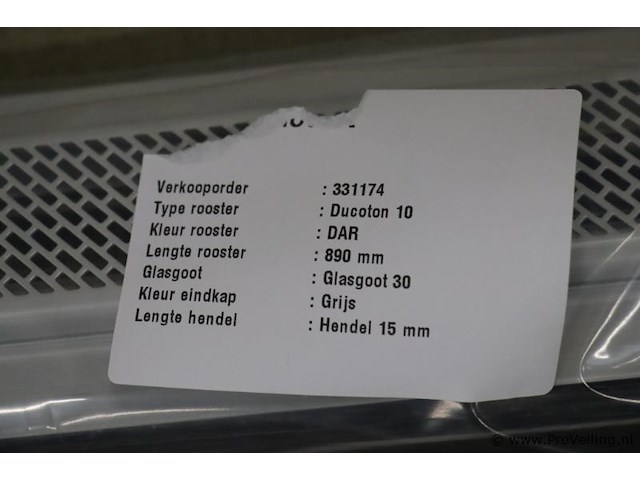 Verkooporder : 331174
Type rooster : Ducoton 10
Kleur rooster : DAR
Lengte rooster : 890 mm
Glasgoot : Glasgoot 30
Kleur eindkap : Grijs
Lengte hendel : Hendel 15 mm
© www.ProVeiling.nl